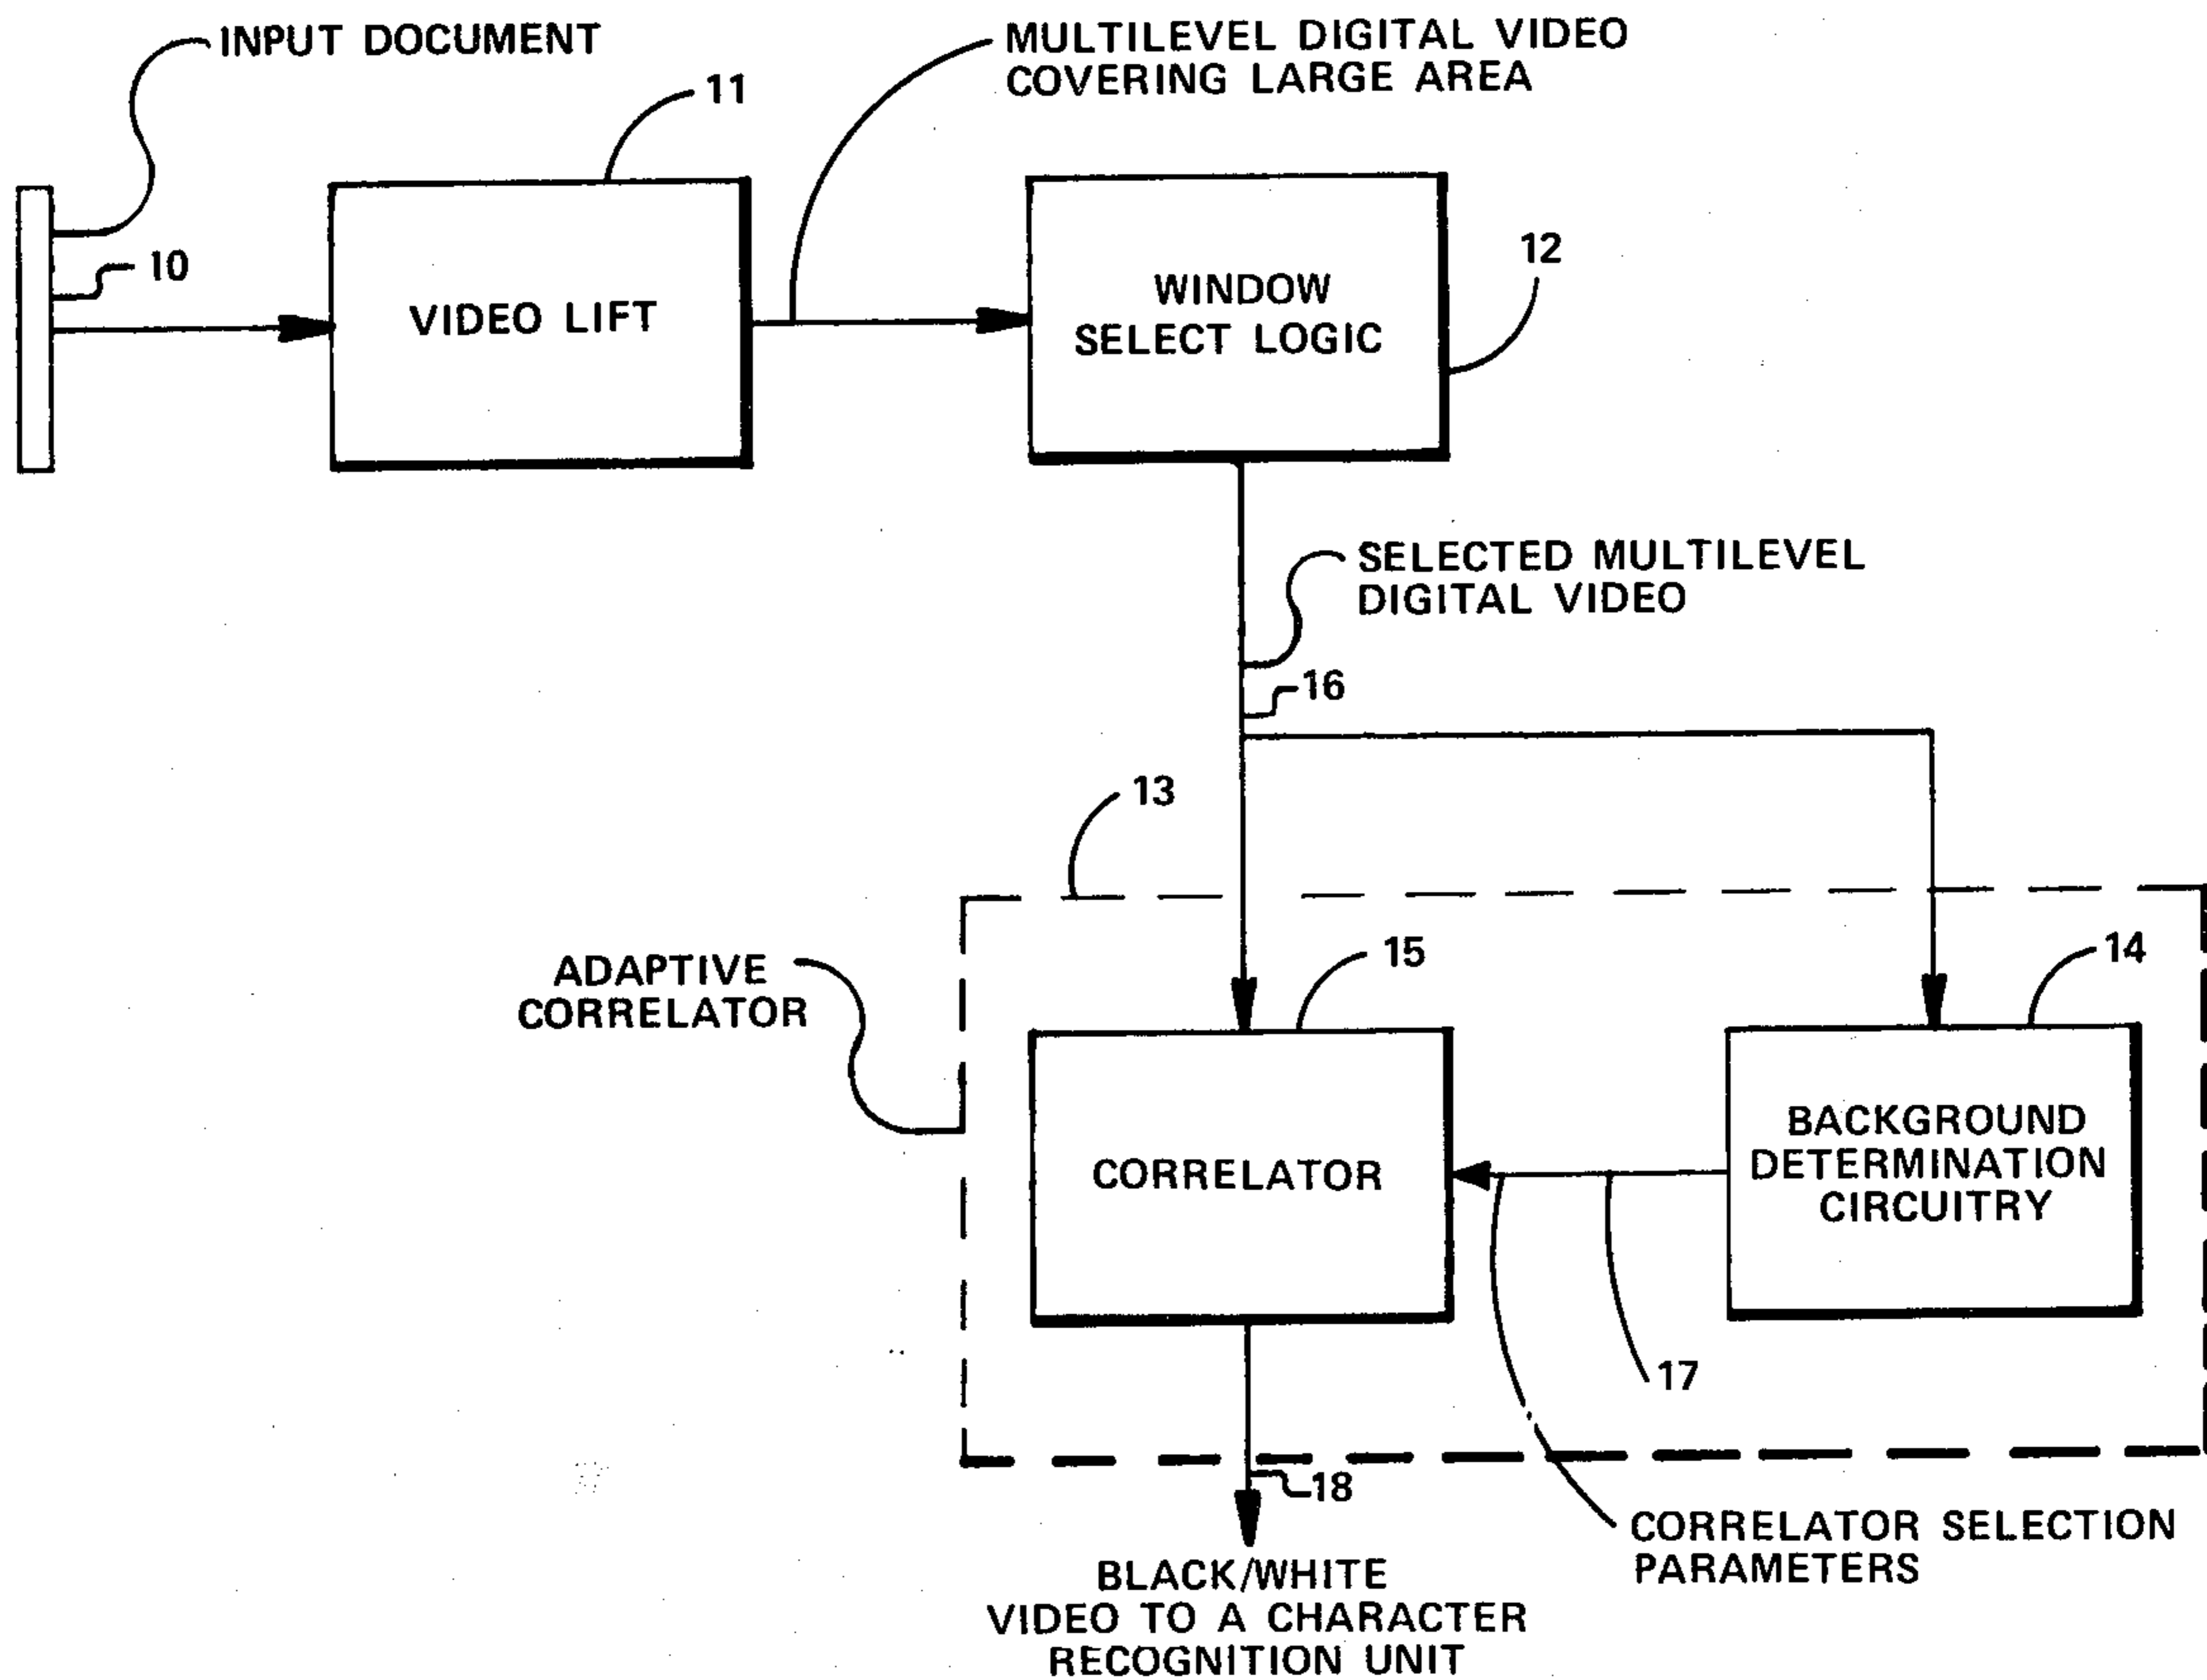 INPUT DOCUMENT
MULTILEVEL DIGITAL VIDEO
COVERING LARGE AREA
11
10
12
VIDEO LIFT
WINDOW
SELECT LOGIC
SELECTED MULTILEVEL
DIGITAL VIDEO
16
13
ADAPTIVE
CORRELATOR
15
14
CORRELATOR
BACKGROUND
DETERMINATION
CIRCUITRY
17
18
CORRELATOR SELECTION
PARAMETERS
BLACK/WHITE
VIDEO TO A CHARACTER
RECOGNITION UNIT